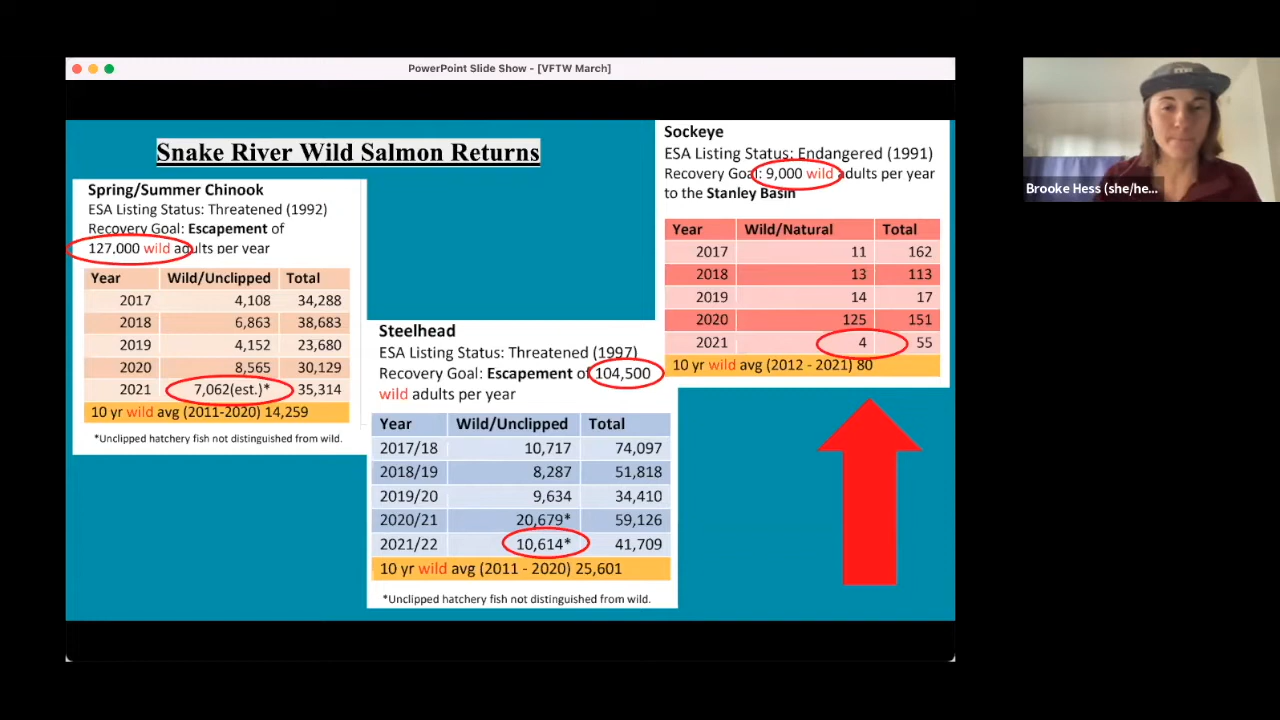 PowerPoint Slide Show - [VFTW March]
Snake River Wild Salmon Returns
Spring/Summer Chinook
ESA Listing Status: Threatened (1992)
Recovery Goal: Escapement of
127,000 wild adults per year
Year Wild/Unclipped Total
2017 4,108 34,288
2018 6,863 38,683
2019 4,152 23,680
2020 8,565 30,129
2021 7,062(est.)* 35,314
10 yr wild avg (2011-2020) 14,259
*Unclipped hatchery fish not distinguished from wild.
Steelhead
ESA Listing Status: Threatened (1997)
Recovery Goal: Escapement of 104,500
wild adults per year
Year Wild/Unclipped Total
2017/18 10,717 74,097
2018/19 8,287 51,818
2019/20 9,634 34,410
2020/21 20,679* 59,126
2021/22 10,614* 41,709
10 yr wild avg (2011 - 2020) 25,601
*Unclipped hatchery fish not distinguished from wild.
Sockeye
ESA Listing Status: Endangered (1991)
Recovery Goal: 9,000 wild adults per year
to the Stanley Basin
Year Wild/Natural Total
2017 11 162
2018 13 113
2019 14 17
2020 125 151
2021 4 55
10 yr wild avg (2012 - 2021) 80
Brooke Hess (she/he...